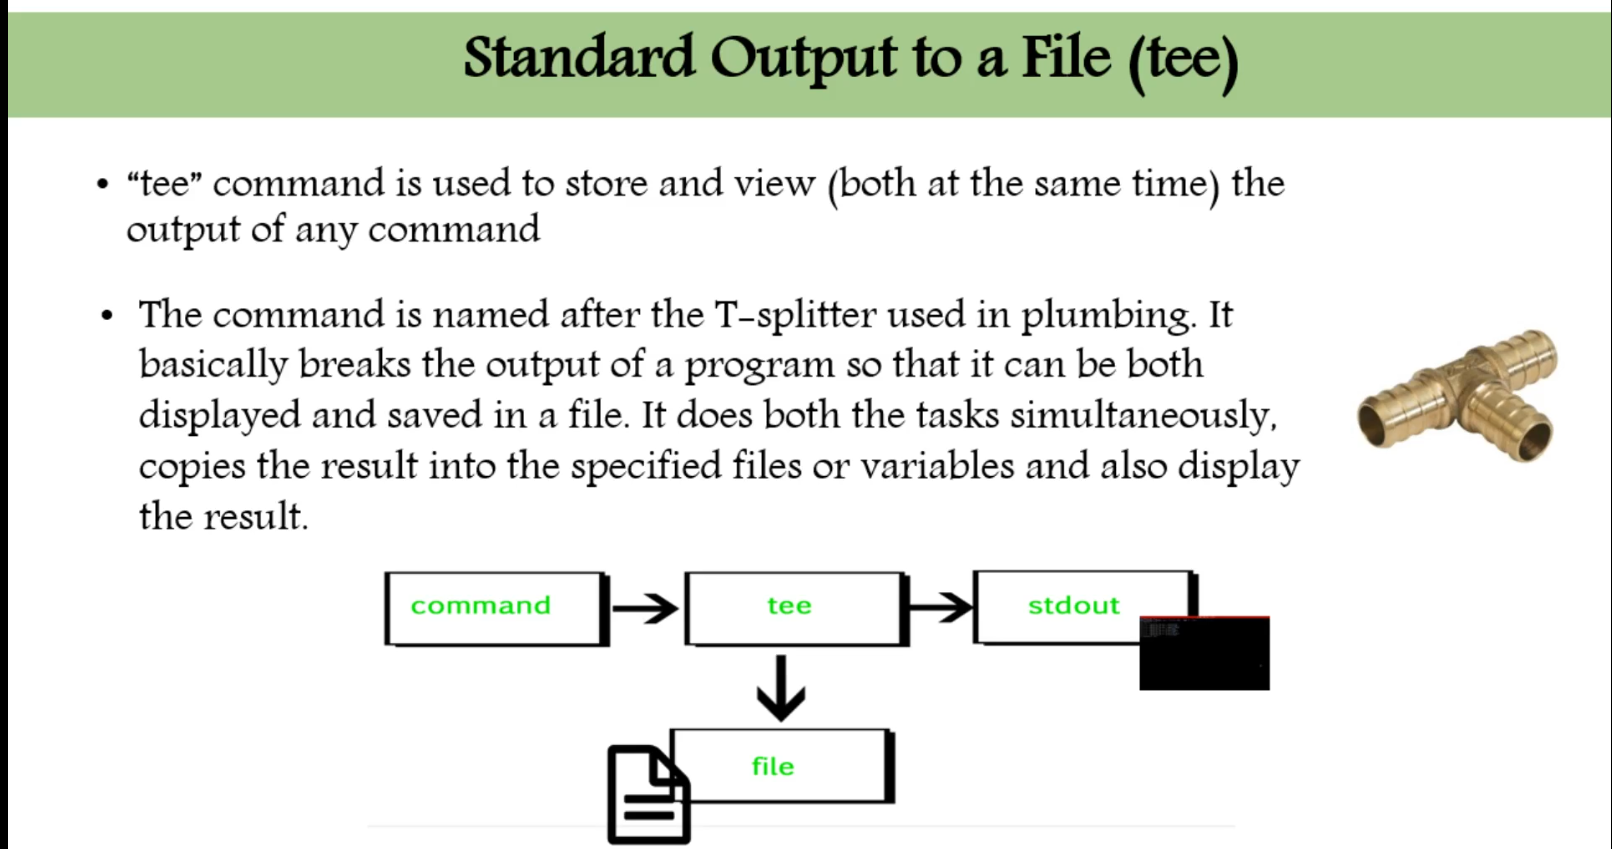 Standard Output to a File (tee)
• “tee” command is used to store and view (both at the same time) the
output of any command
• The command is named after the T-splitter used in plumbing. It
basically breaks the output of a program so that it can be both
displayed and saved in a file. It does both the tasks simultaneously,
copies the result into the specified files or variables and also display
the result.
command
tee
stdout
file